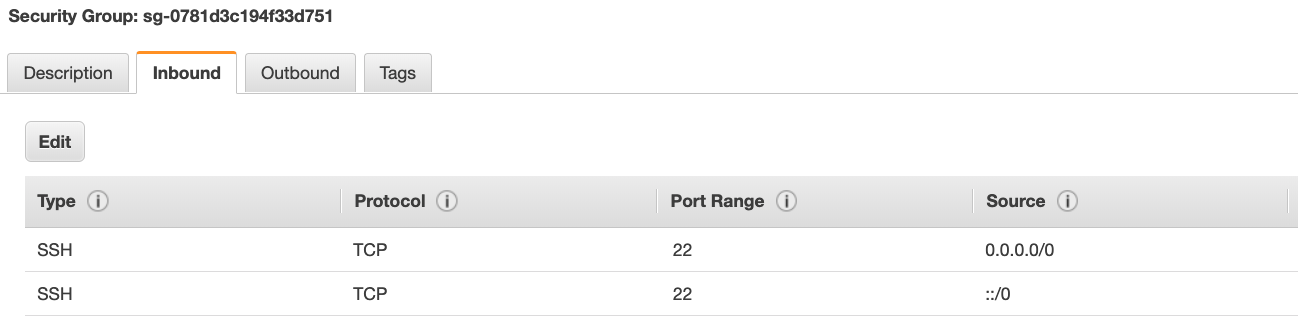 Security Group: sg-0781d3c194f33d751
Description Inbound Outbound Tags
Edit
Type Protocol Port Range Source
SSH TCP 22 0.0.0.0/0
SSH TCP 22 ::/0